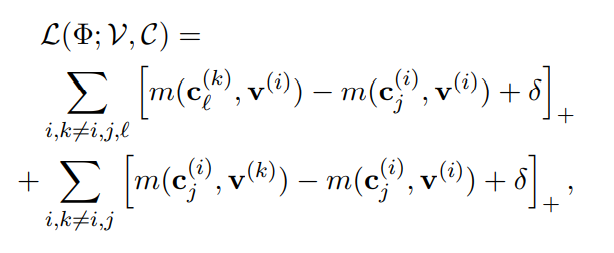 ℒ(Φ; 𝒱, 𝒞) =
∑_{i,k≠i,j,ℓ} [m(𝐜_ℓ^{(k)}, 𝐯^{(i)}) − m(𝐜_j^{(i)}, 𝐯^{(i)}) + δ]_+
+ ∑_{i,k≠i,j} [m(𝐜_j^{(i)}, 𝐯^{(k)}) − m(𝐜_j^{(i)}, 𝐯^{(i)}) + δ]_+ ,